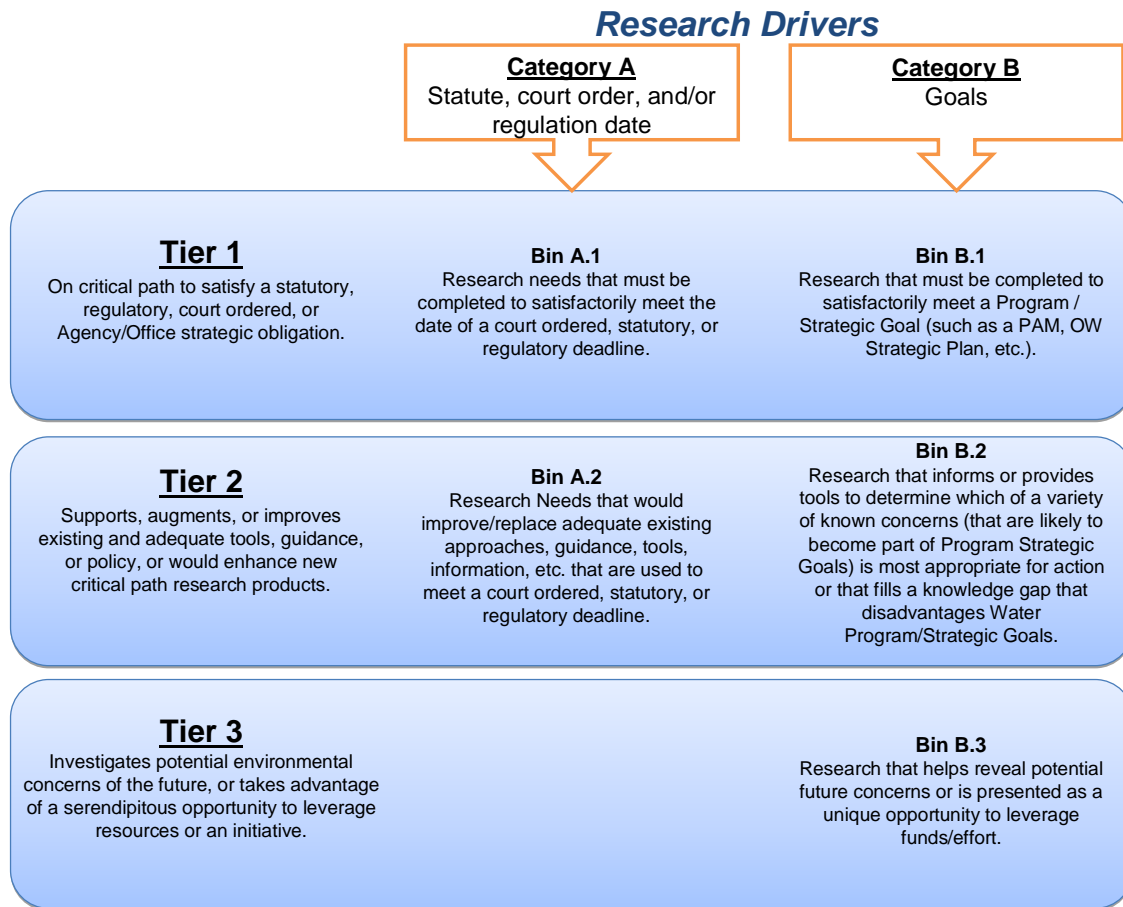 Research Drivers
Category A
Statute, court order, and/or
regulation date
Category B
Goals
Tier 1
On critical path to satisfy a statutory,
regulatory, court ordered, or
Agency/Office strategic obligation.
Bin A.1
Research needs that must be
completed to satisfactorily meet the
date of a court ordered, statutory, or
regulatory deadline.
Bin B.1
Research that must be completed to
satisfactorily meet a Program /
Strategic Goal (such as a PAM, OW
Strategic Plan, etc.).
Tier 2
Supports, augments, or improves
existing and adequate tools, guidance,
or policy, or would enhance new
critical path research products.
Bin A.2
Research Needs that would
improve/replace adequate existing
approaches, guidance, tools,
information, etc. that are used to
meet a court ordered, statutory, or
regulatory deadline.
Bin B.2
Research that informs or provides
tools to determine which of a variety
of known concerns (that are likely to
become part of Program Strategic
Goals) is most appropriate for action
or that fills a knowledge gap that
disadvantages Water
Program/Strategic Goals.
Tier 3
Investigates potential environmental
concerns of the future, or takes advantage
of a serendipitous opportunity to leverage
resources or an initiative.
Bin B.3
Research that helps reveal potential
future concerns or is presented as a
unique opportunity to leverage
funds/effort.